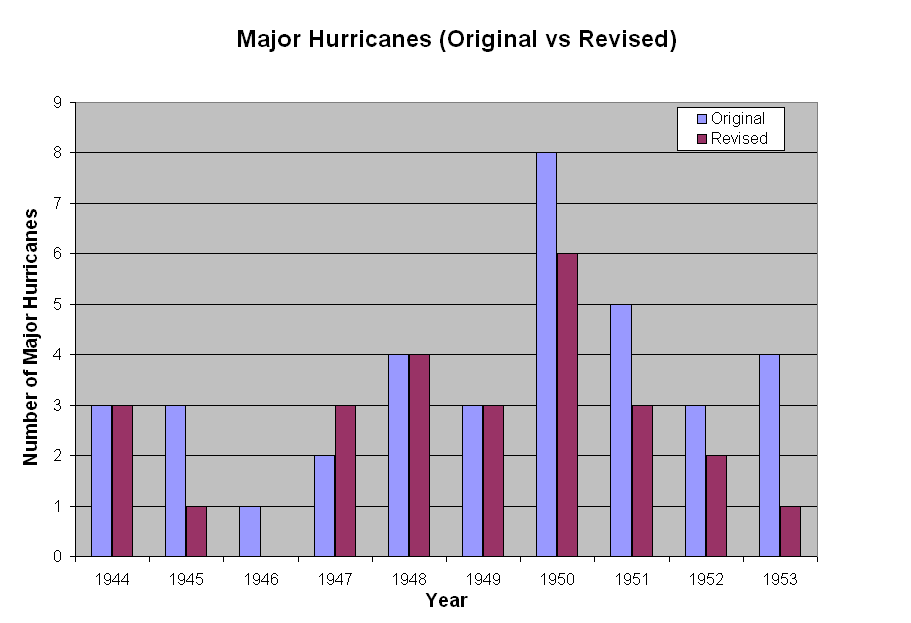 Major Hurricanes (Original vs Revised)
Original
Revised
Number of Major Hurricanes
9
8
7
6
5
4
3
2
1
0
1944 1945 1946 1947 1948 1949 1950 1951 1952 1953
Year